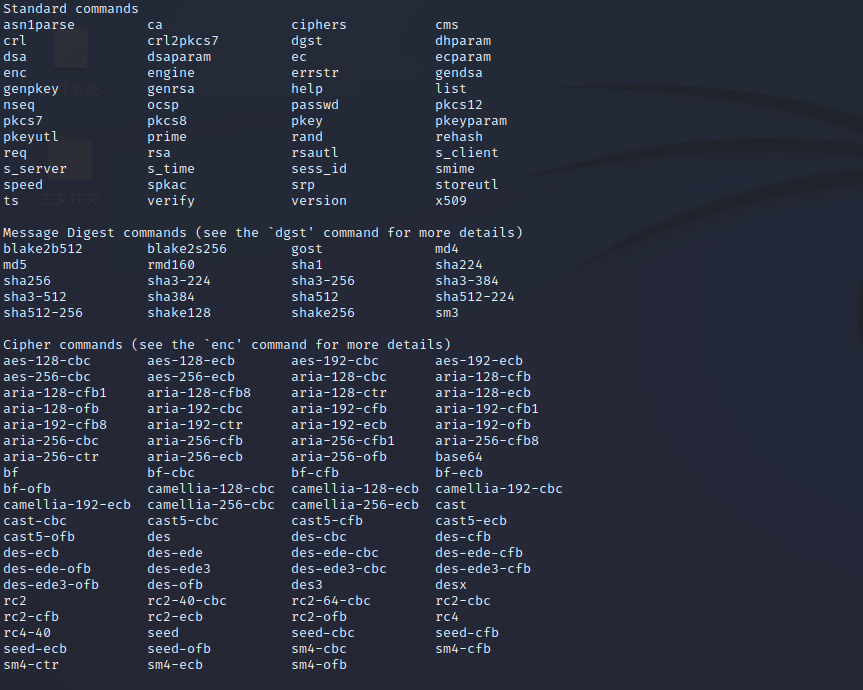 Standard commands
asn1parse ca ciphers cms
crl crl2pkcs7 dgst dhparam
dsa dsaparam ec ecparam
enc engine errstr gendsa
genpkey genrsa help list
nseq ocsp passwd pkcs12
pkcs7 pkcs8 pkey pkeyparam
pkeyutl prime rand rehash
req rsa rsautl s_client
s_server s_time sess_id smime
speed spkac srp storeutl
ts verify version x509
Message Digest commands (see the `dgst' command for more details)
blake2b512 blake2s256 gost md4
md5 rmd160 sha1 sha224
sha256 sha3-224 sha3-256 sha3-384
sha3-512 sha384 sha512 sha512-224
sha512-256 shake128 shake256 sm3
Cipher commands (see the `enc' command for more details)
aes-128-cbc aes-128-ecb aes-192-cbc aes-192-ecb
aes-256-cbc aes-256-ecb aria-128-cbc aria-128-cfb
aria-128-cfb1 aria-128-cfb8 aria-128-ctr aria-128-ecb
aria-128-ofb aria-192-cbc aria-192-cfb aria-192-cfb1
aria-192-cfb8 aria-192-ctr aria-192-ecb aria-192-ofb
aria-256-cbc aria-256-cfb aria-256-cfb1 aria-256-cfb8
aria-256-ctr aria-256-ecb aria-256-ofb base64
bf bf-cbc bf-cfb bf-ecb
bf-ofb camellia-128-cbc camellia-128-ecb camellia-192-cbc
camellia-192-ecb camellia-256-cbc camellia-256-ecb cast
cast-cbc cast5-cbc cast5-cfb cast5-ecb
cast5-ofb des des-cbc des-cfb
des-ecb des-ede des-ede-cbc des-ede-cfb
des-ede-ofb des-ede3 des-ede3-cbc des-ede3-cfb
des-ede3-ofb des-ofb des3 desx
rc2 rc2-40-cbc rc2-64-cbc rc2-cbc
rc2-cfb rc2-ecb rc2-ofb rc4
rc4-40 seed seed-cbc seed-cfb
seed-ecb seed-ofb sm4-cbc sm4-cfb
sm4-ctr sm4-ecb sm4-ofb